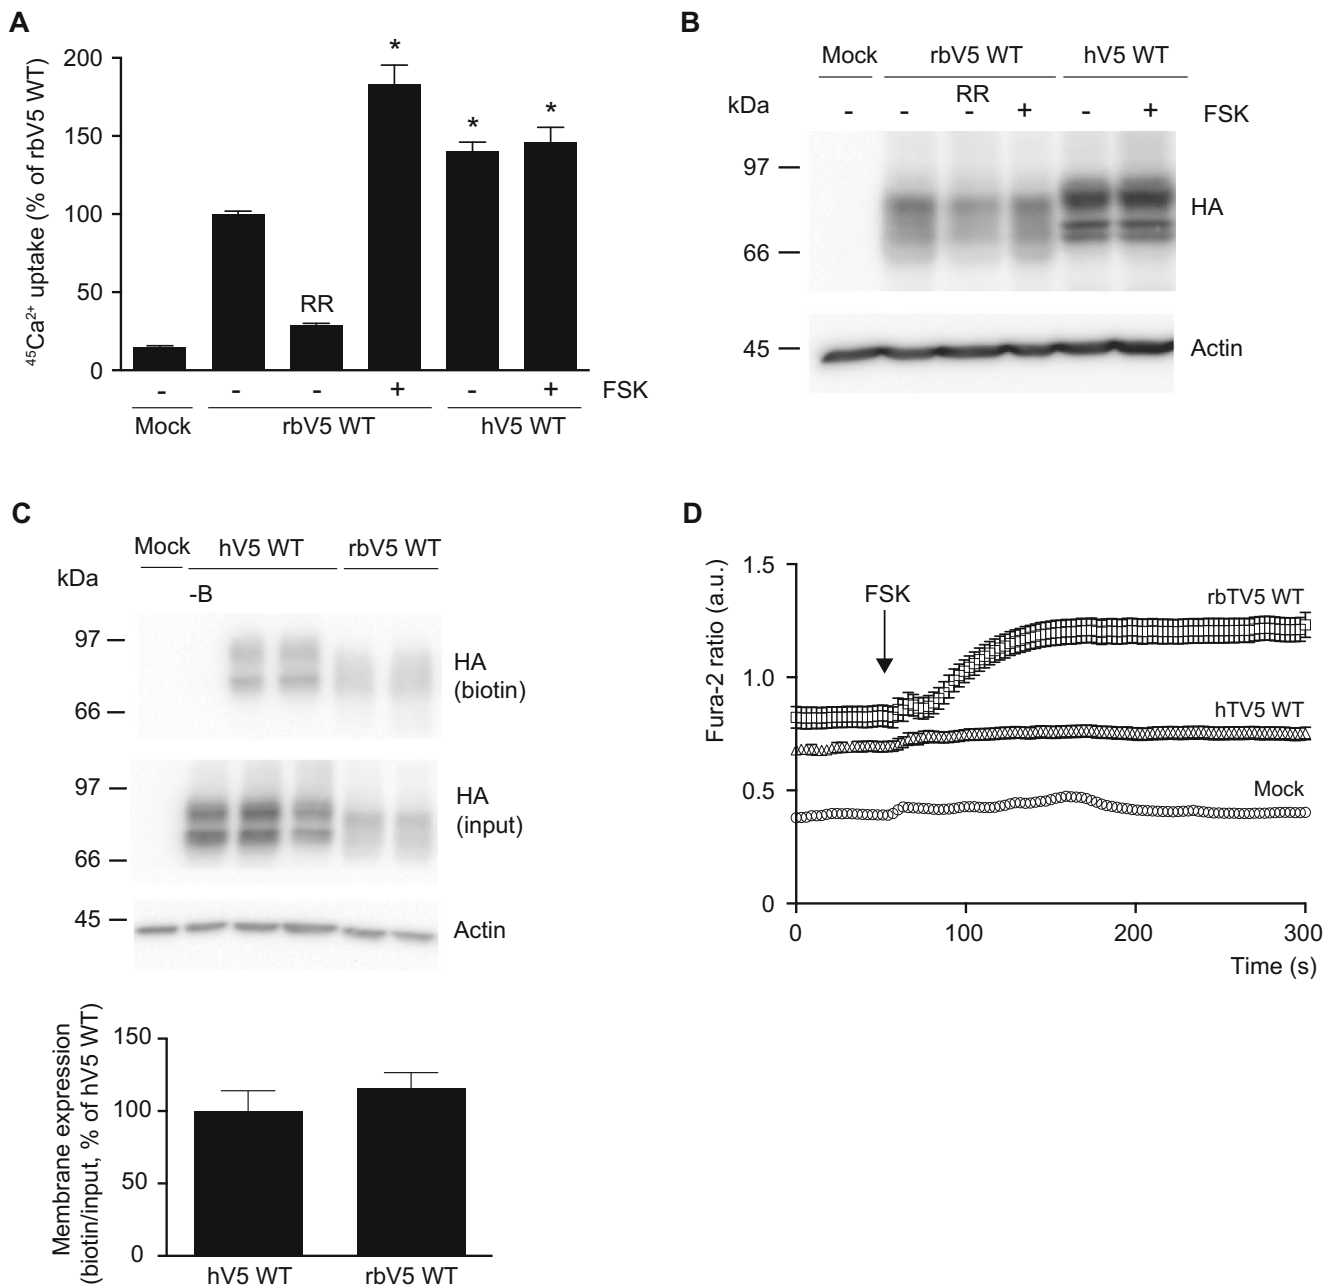 A
⁴⁵Ca²⁺ uptake (% of rbV5 WT)
200
150
100
50
0
*
*
*
RR
- - - + - + FSK
Mock rbV5 WT hV5 WT
B
Mock rbV5 WT hV5 WT
RR
kDa - - - + - + FSK
97
HA
66
45
Actin
C
Mock hV5 WT rbV5 WT
kDa
-B
97
HA
(biotin)
66
97
HA
(input)
66
45
Actin
Membrane expression
(biotin/input, % of hV5 WT)
150
100
50
0
hV5 WT rbV5 WT
D
Fura-2 ratio (a.u.)
1.5
1.0
0.5
0
FSK
rbTV5 WT
hTV5 WT
Mock
0 100 200 300
Time (s)